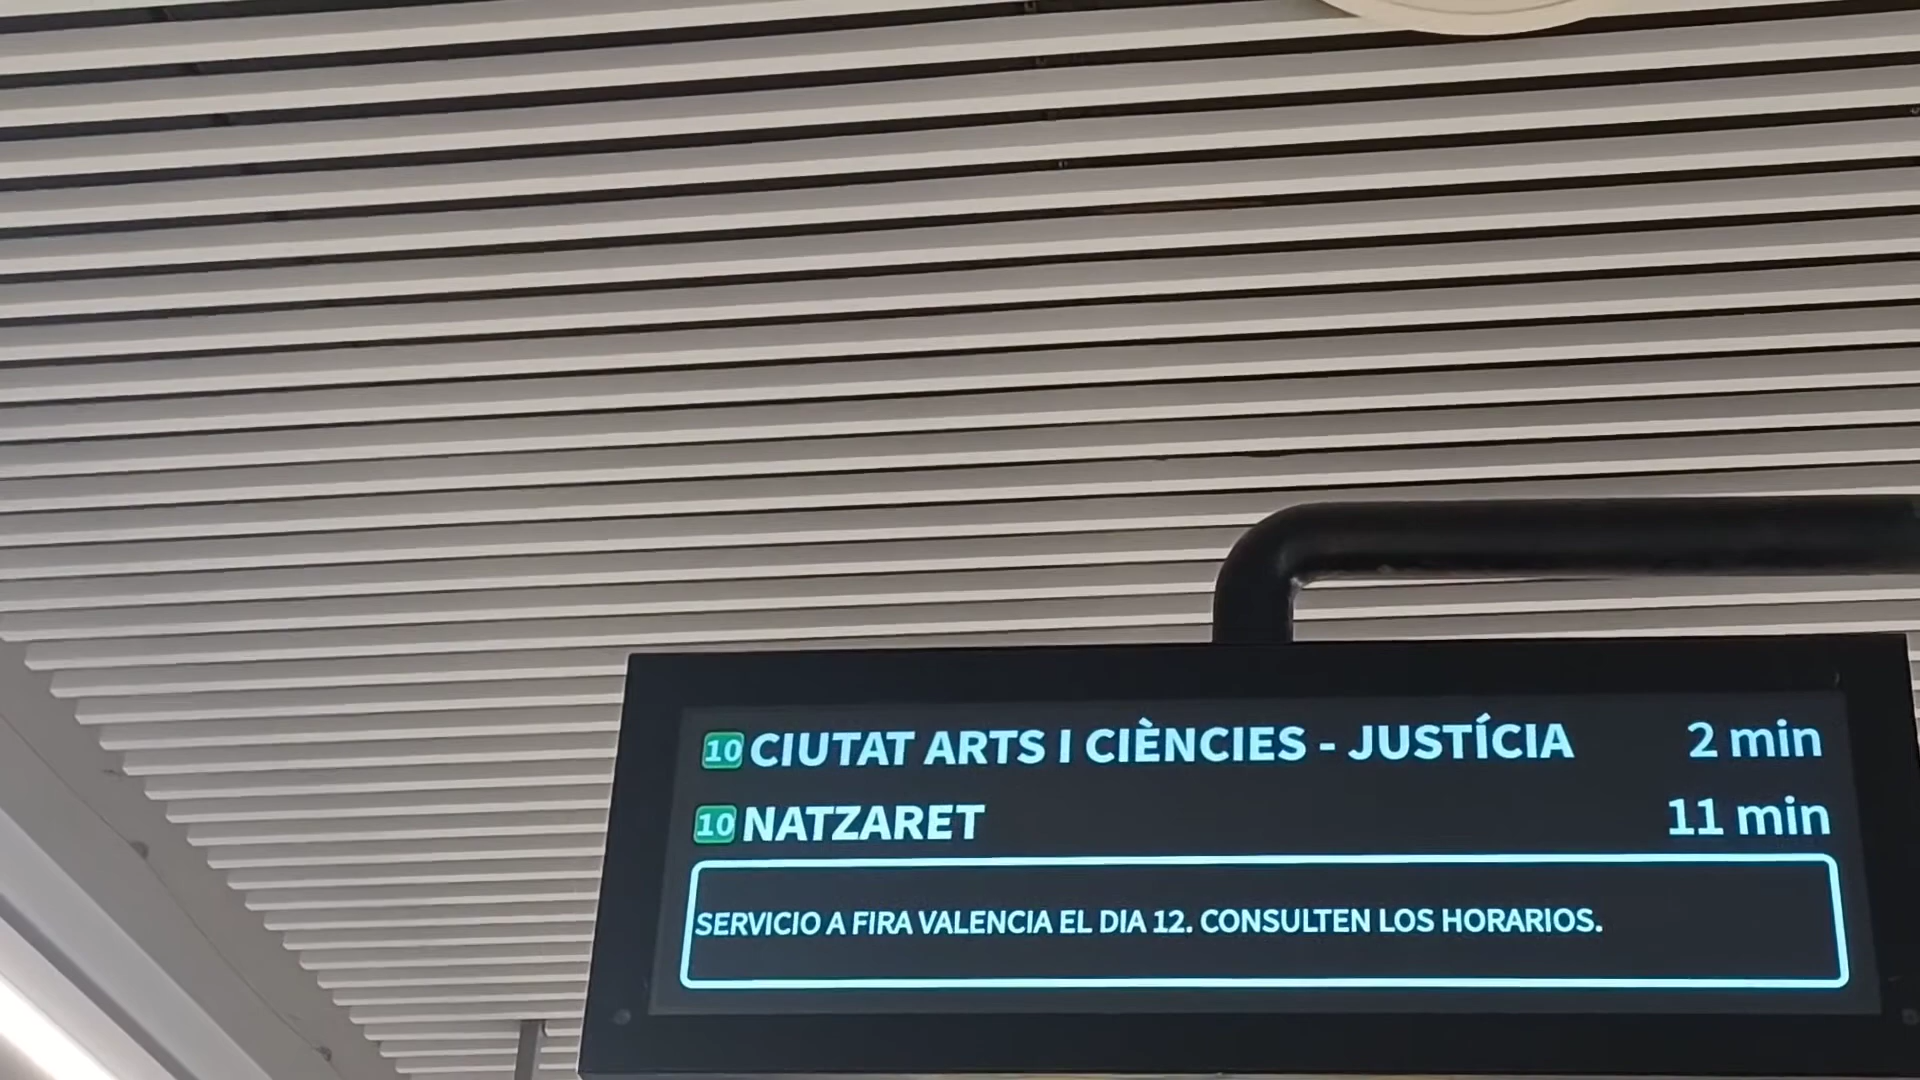 10 CIUTAT ARTS I CIÈNCIES - JUSTÍCIA 2 min
10 NATZARET 11 min
SERVICIO A FIRA VALENCIA EL DIA 12. CONSULTEN LOS HORARIOS.